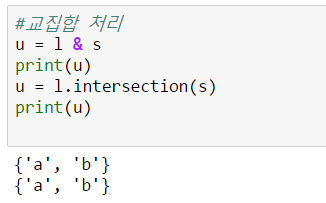 #교집합 처리
u = l & s
print(u)
u = l.intersection(s)
print(u)
{'a', 'b'}
{'a', 'b'}